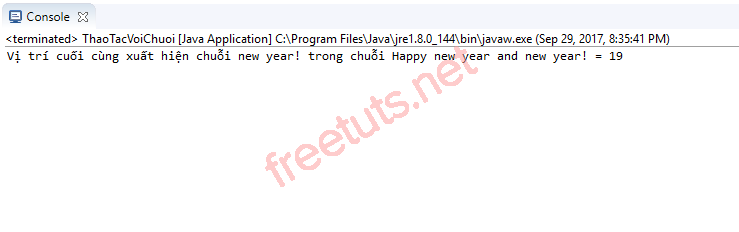 Console
<terminated> ThaoTacVoiChuoi [Java Application] C:\Program Files\Java\jre1.8.0_144\bin\javaw.exe (Sep 29, 2017, 8:35:41 PM)
Vị trí cuối cùng xuất hiện chuỗi new year! trong chuỗi Happy new year and new year! = 19
freetuts.net